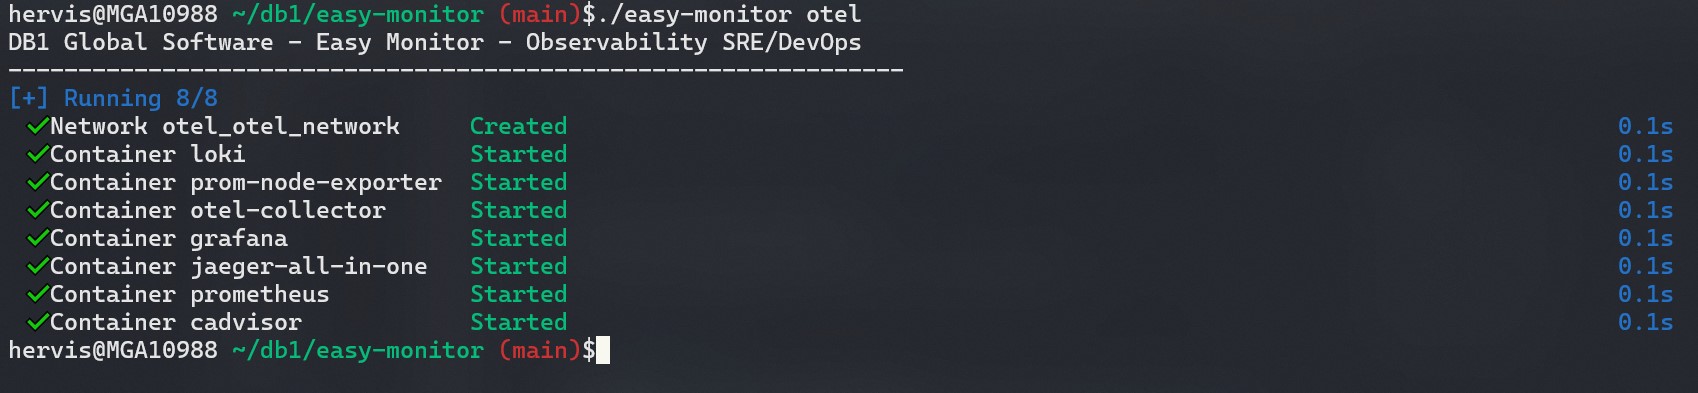 hervis@MGA10988 ~/db1/easy-monitor (main)$./easy-monitor otel
DB1 Global Software - Easy Monitor - Observability SRE/DevOps
----------------------------------------------------------------
[+] Running 8/8
✔Network otel_otel_network Created 0.1s
✔Container loki Started 0.1s
✔Container prom-node-exporter Started 0.1s
✔Container otel-collector Started 0.1s
✔Container grafana Started 0.1s
✔Container jaeger-all-in-one Started 0.1s
✔Container prometheus Started 0.1s
✔Container cadvisor Started 0.1s
hervis@MGA10988 ~/db1/easy-monitor (main)$